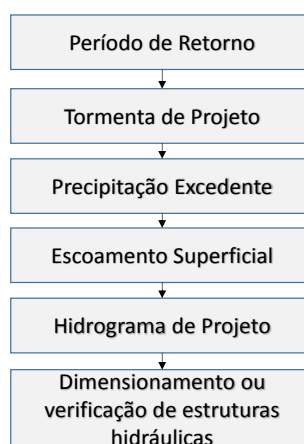 Período de Retorno
Tormenta de Projeto
Precipitação Excedente
Escoamento Superficial
Hidrograma de Projeto
Dimensionamento ou
verificação de estruturas
hidráulicas